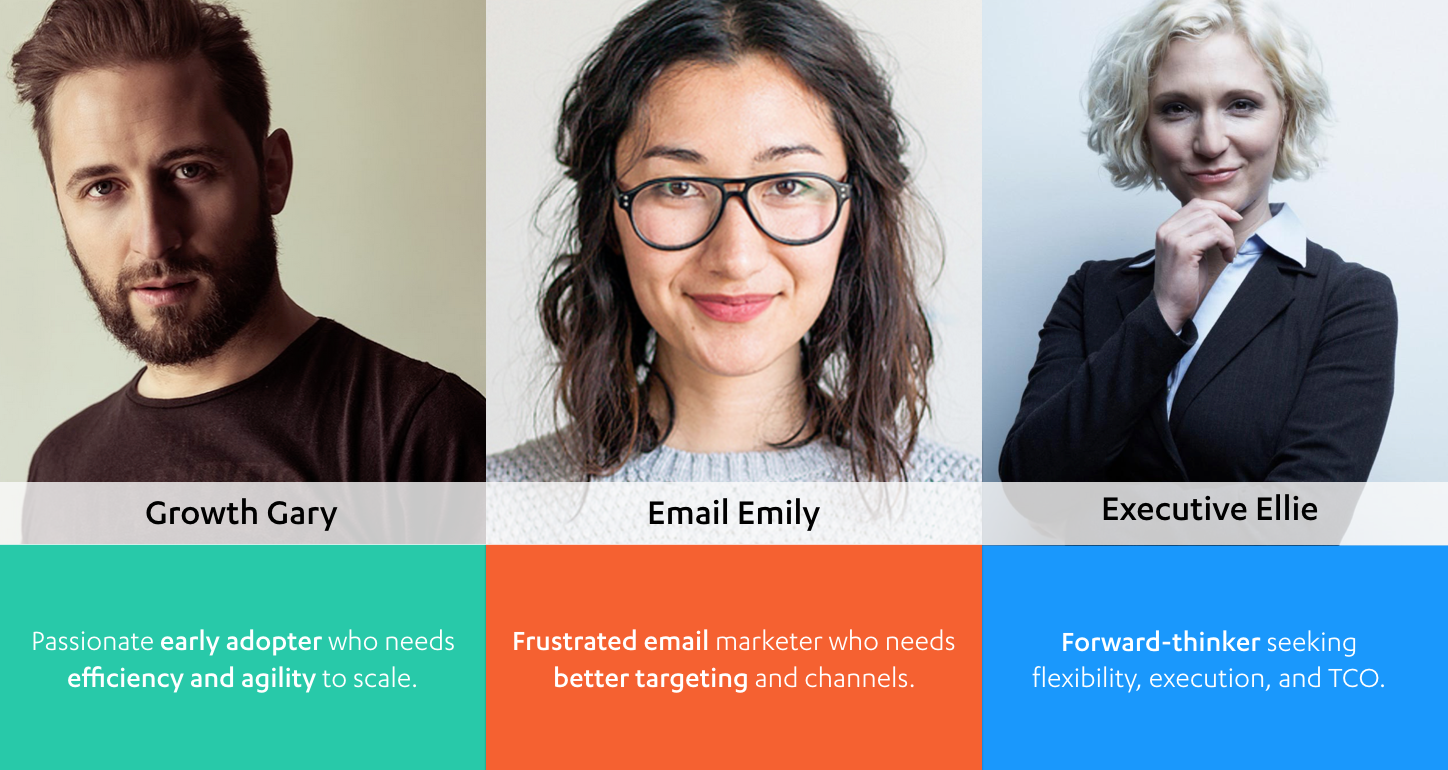 Growth Gary
Email Emily
Executive Ellie
Passionate early adopter who needs
efficiency and agility to scale.
Frustrated email marketer who needs
better targeting and channels.
Forward-thinker seeking
flexibility, execution, and TCO.